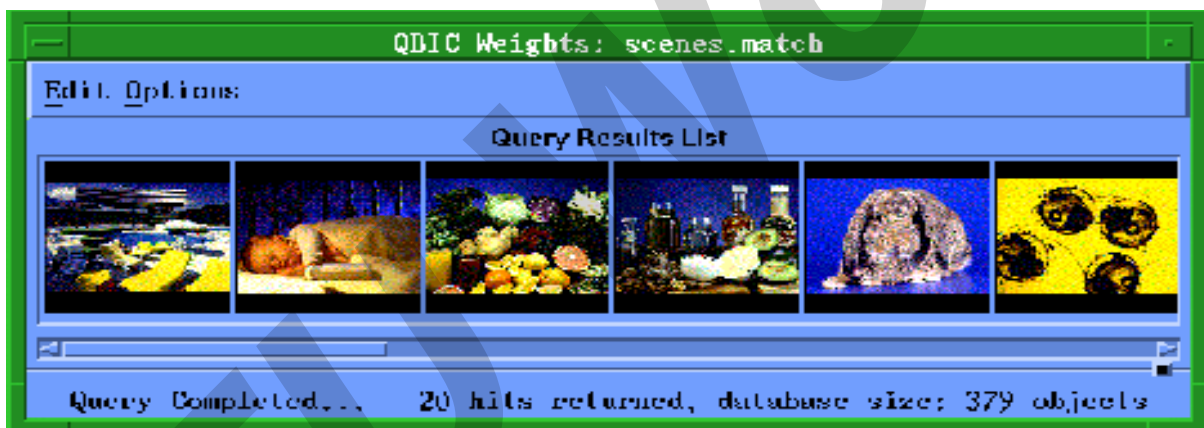 QBIC Weights: scenes.match
Edit Options
Query Results List
Query Completed... 20 hits returned, database size: 379 objects